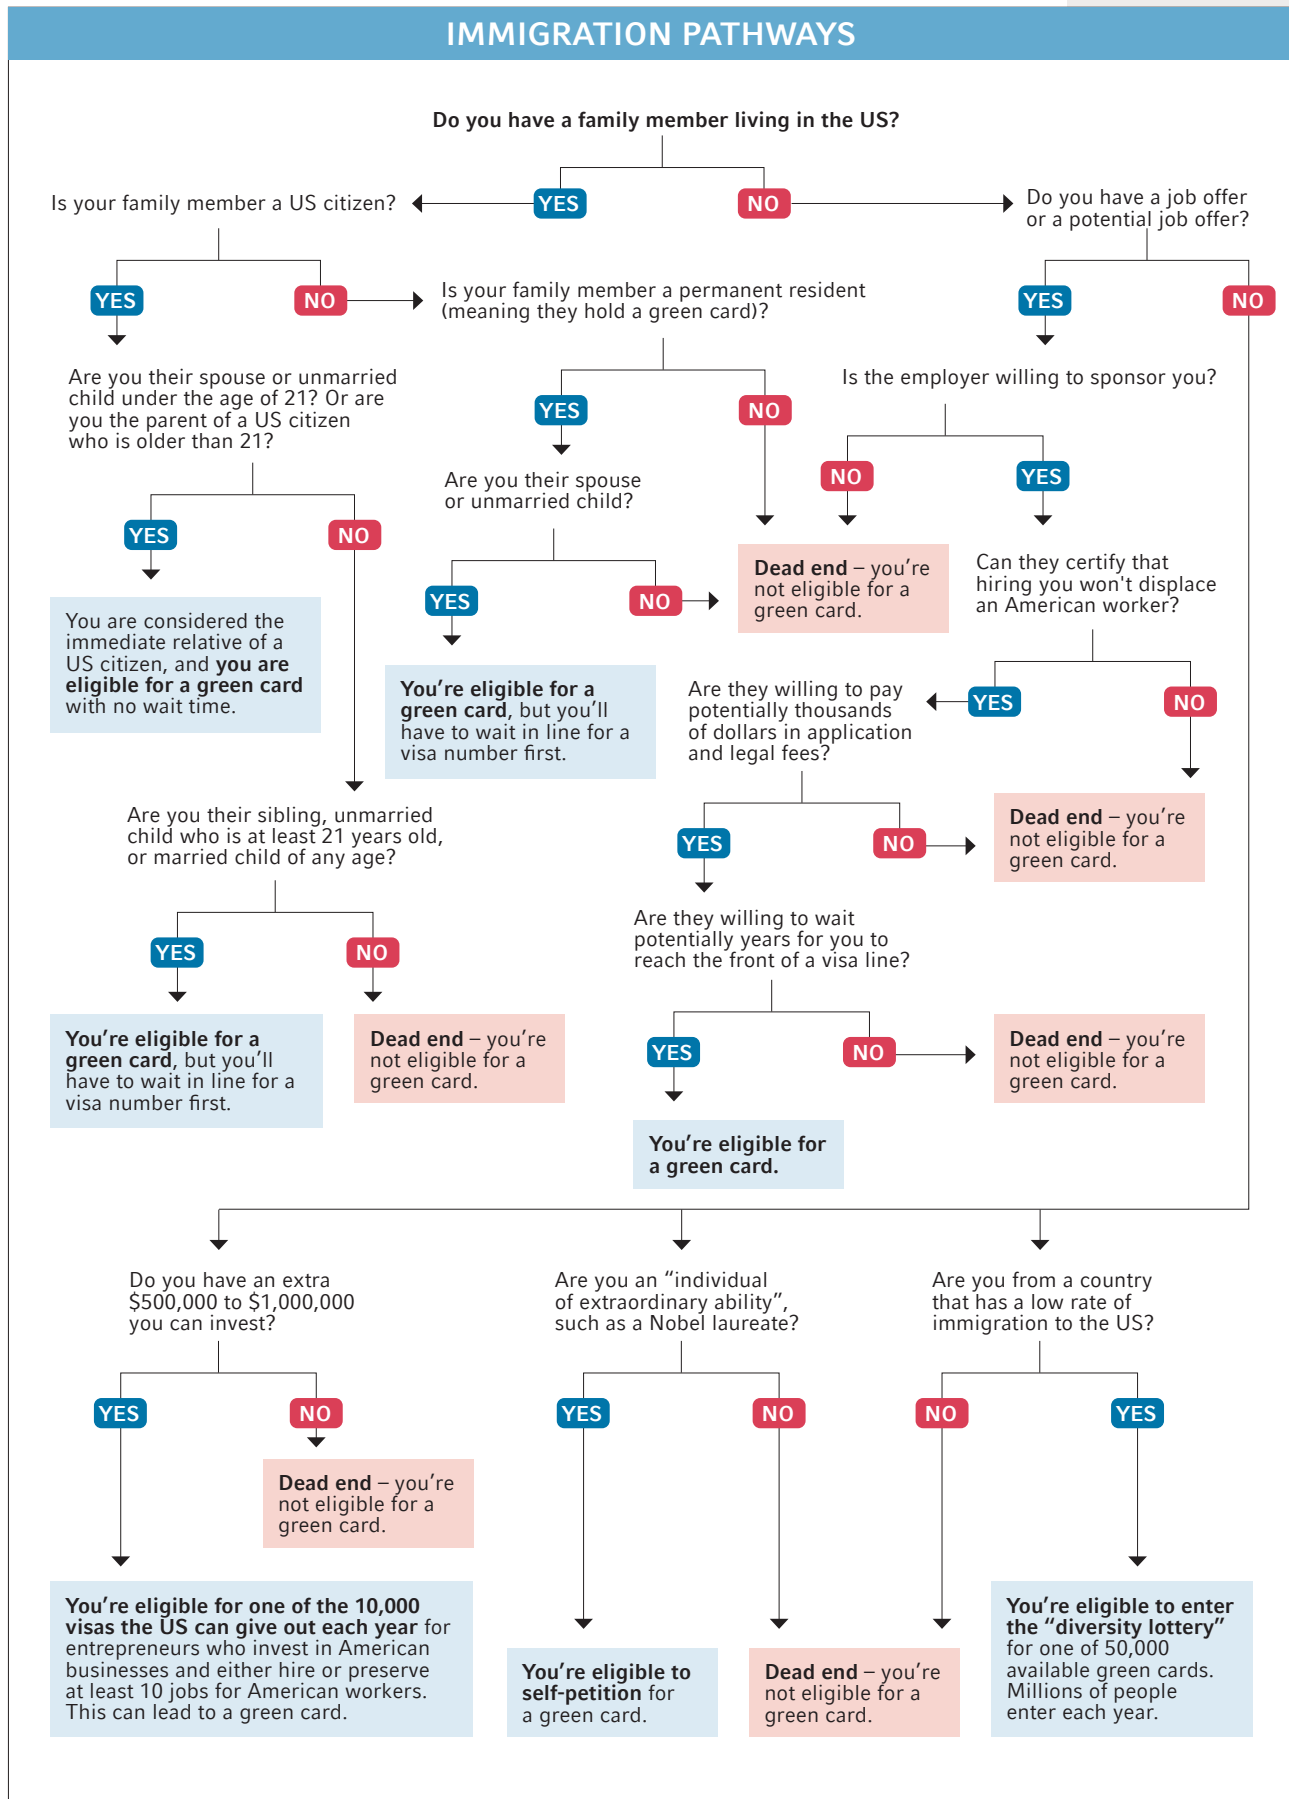 IMMIGRATION PATHWAYS
Do you have a family member living in the US?
Is your family member a US citizen?
YES
NO
Do you have a job offer
or a potential job offer?
YES
NO
Is your family member a permanent resident
(meaning they hold a green card)?
YES
NO
Are you their spouse or unmarried
child under the age of 21? Or are
you the parent of a US citizen
who is older than 21?
YES
NO
Is the employer willing to sponsor you?
NO
YES
Are you their spouse
or unmarried child?
YES
NO
Dead end – you're
not eligible for a
green card.
Can they certify that
hiring you won't displace
an American worker?
YES
NO
You are considered the
immediate relative of a
US citizen, and you are
eligible for a green card
with no wait time.
You're eligible for a
green card, but you'll
have to wait in line for a
visa number first.
Are they willing to pay
potentially thousands
of dollars in application
and legal fees?
YES
NO
Dead end – you're
not eligible for a
green card.
Are you their sibling, unmarried
child who is at least 21 years old,
or married child of any age?
YES
NO
Are they willing to wait
potentially years for you to
reach the front of a visa line?
YES
NO
You're eligible for a
green card, but you'll
have to wait in line for a
visa number first.
Dead end – you're
not eligible for a
green card.
Dead end – you're
not eligible for a
green card.
You're eligible for
a green card.
Do you have an extra
$500,000 to $1,000,000
you can invest?
YES
NO
Are you an “individual
of extraordinary ability”,
such as a Nobel laureate?
YES
NO
Are you from a country
that has a low rate of
immigration to the US?
NO
YES
Dead end – you're
not eligible for a
green card.
You're eligible for one of the 10,000
visas the US can give out each year for
entrepreneurs who invest in American
businesses and either hire or preserve
at least 10 jobs for American workers.
This can lead to a green card.
You're eligible to
self-petition for
a green card.
Dead end – you're
not eligible for a
green card.
You're eligible to enter
the “diversity lottery”
for one of 50,000
available green cards.
Millions of people
enter each year.